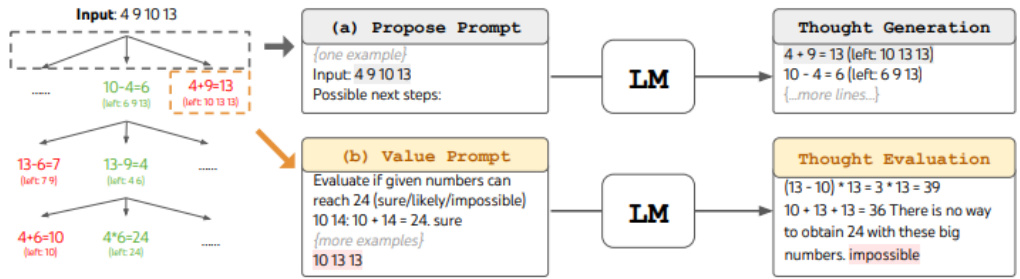 Input: 4 9 10 13
......
10-4=6
(left: 6 9 13)
4+9=13
(left: 10 13 13)
13-6=7
(left: 7 9)
13-9=4
(left: 4 6)
......
4+6=10
(left: 10)
4*6=24
(left: 24)
......
(a) Propose Prompt
{one example}
Input: 4 9 10 13
Possible next steps:
LM
Thought Generation
4 + 9 = 13 (left: 10 13 13)
10 - 4 = 6 (left: 6 9 13)
{...more lines...}
(b) Value Prompt
Evaluate if given numbers can
reach 24 (sure/likely/impossible)
10 14: 10 + 14 = 24. sure
{more examples}
10 13 13
LM
Thought Evaluation
(13 - 10) * 13 = 3 * 13 = 39
10 + 13 + 13 = 36 There is no way
to obtain 24 with these big
numbers. impossible